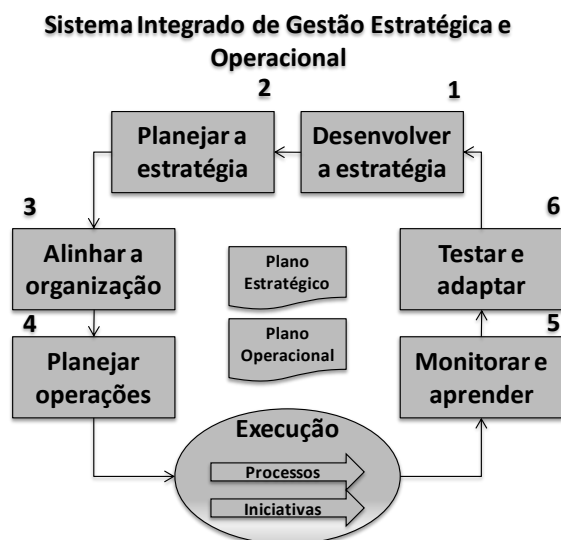 Sistema Integrado de Gestão Estratégica e
Operacional
2
1
Planejar a
estratégia
Desenvolver
a estratégia
3
6
Alinhar a
organização
Plano
Estratégico
Testar e
adaptar
4
5
Planejar
operações
Plano
Operacional
Monitorar e
aprender
Execução
Processos
Iniciativas